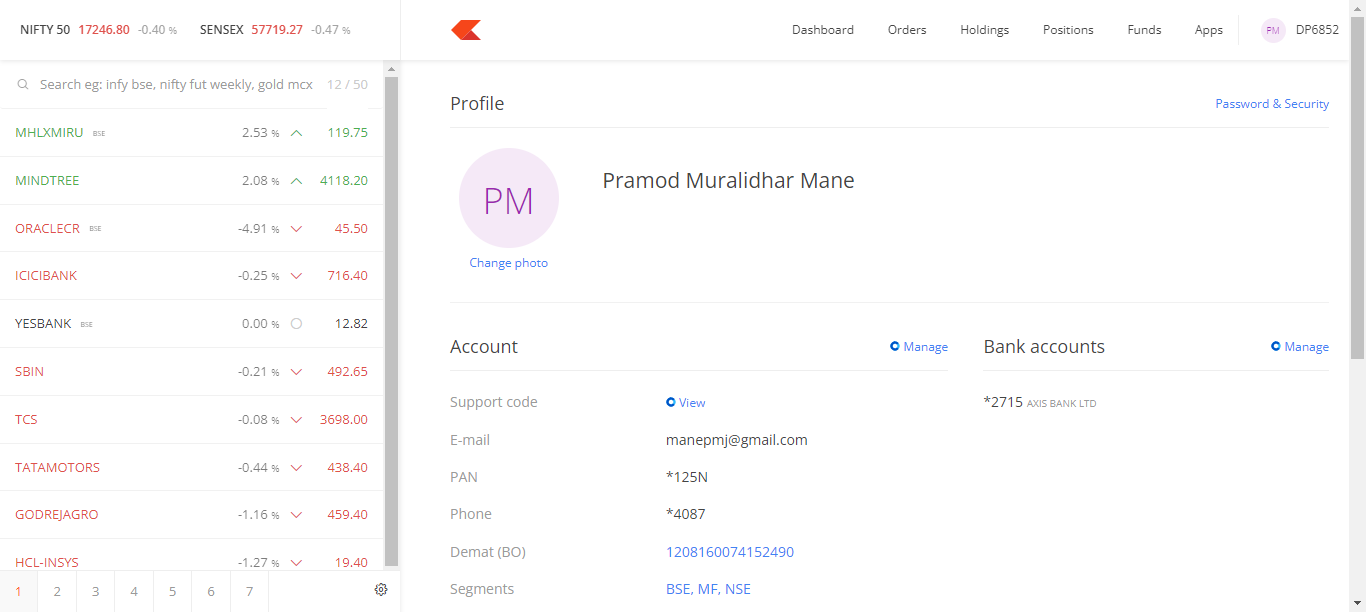 NIFTY 50 17246.80 -0.40 % SENSEX 57719.27 -0.47 %
Dashboard Orders Holdings Positions Funds Apps PM DP6852
Search eg: infy bse, nifty fut weekly, gold mcx 12 / 50
MHLXMIRU BSE 2.53 % 119.75
MINDTREE 2.08 % 4118.20
ORACLECR BSE -4.91 % 45.50
ICICIBANK -0.25 % 716.40
YESBANK BSE 0.00 % 12.82
SBIN -0.21 % 492.65
TCS -0.08 % 3698.00
TATAMOTORS -0.44 % 438.40
GODREJAGRO -1.16 % 459.40
HCL-INSYS -1.27 % 19.40
1 2 3 4 5 6 7
Profile Password & Security
PM
Pramod Muralidhar Mane
Change photo
Account Manage
Support code View
E-mail manepmj@gmail.com
PAN *125N
Phone *4087
Demat (BO) 1208160074152490
Segments BSE, MF, NSE
Bank accounts Manage
*2715 AXIS BANK LTD